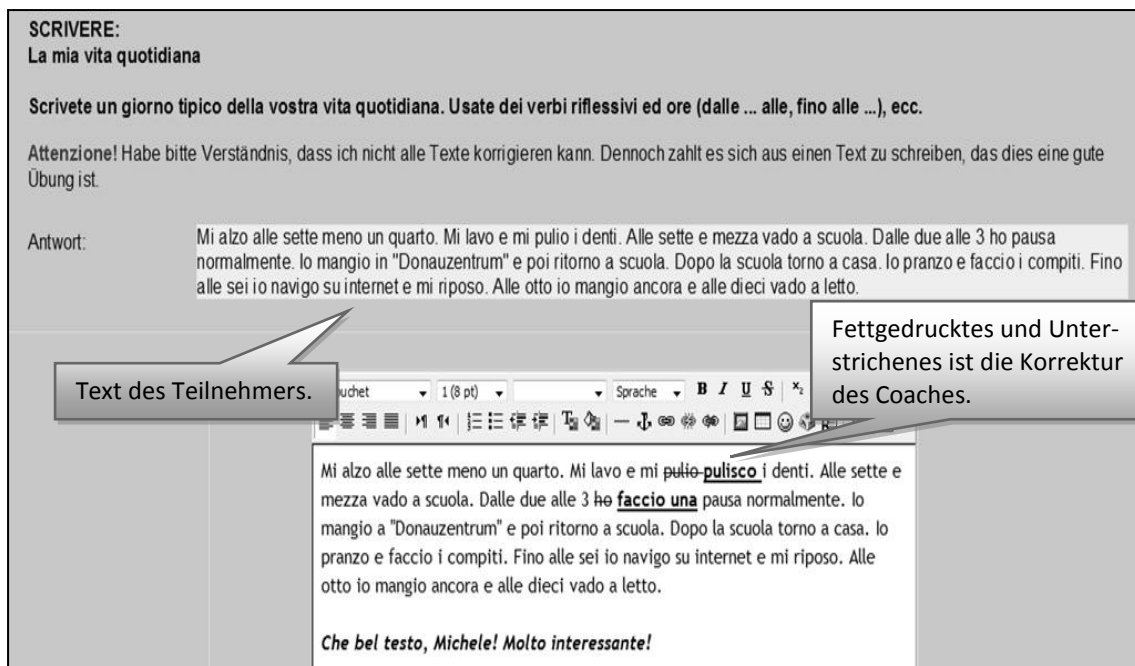 SCRIVERE:
La mia vita quotidiana
Scrivete un giorno tipico della vostra vita quotidiana. Usate dei verbi riflessivi ed ore (dalle ... alle, fino alle ...), ecc.
Attenzione! Habe bitte Verständnis, dass ich nicht alle Texte korrigieren kann. Dennoch zahlt es sich aus einen Text zu schreiben, das dies eine gute
Übung ist.
Antwort:
Mi alzo alle sette meno un quarto. Mi lavo e mi pulio i denti. Alle sette e mezza vado a scuola. Dalle due alle 3 ho pausa
normalmente. Io mangio in "Donauzentrum" e poi ritorno a scuola. Dopo la scuola torno a casa. Io pranzo e faccio i compiti. Fino
alle sei io navigo su internet e mi riposo. Alle otto io mangio ancora e alle dieci vado a letto.
Text des Teilnehmers.
Fettgedrucktes und Unter-
strichenes ist die Korrektur
des Coaches.
1 (8 pt) Sprache B I U S x₂
Mi alzo alle sette meno un quarto. Mi lavo e mi pulio pulisco i denti. Alle sette e
mezza vado a scuola. Dalle due alle 3 ho faccio una pausa normalmente. Io
mangio a "Donauzentrum" e poi ritorno a scuola. Dopo la scuola torno a casa. Io
pranzo e faccio i compiti. Fino alle sei io navigo su internet e mi riposo. Alle
otto io mangio ancora e alle dieci vado a letto.
Che bel testo, Michele! Molto interessante!